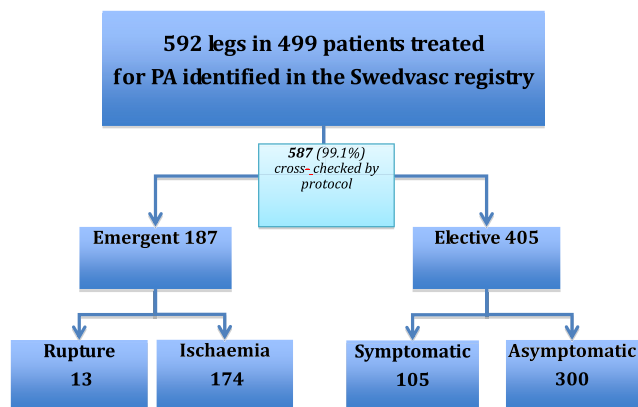 592 legs in 499 patients treated
for PA identified in the Swedvasc registry
587 (99.1%)
cross- checked by
protocol
Emergent 187
Elective 405
Rupture
13
Ischaemia
174
Symptomatic
105
Asymptomatic
300